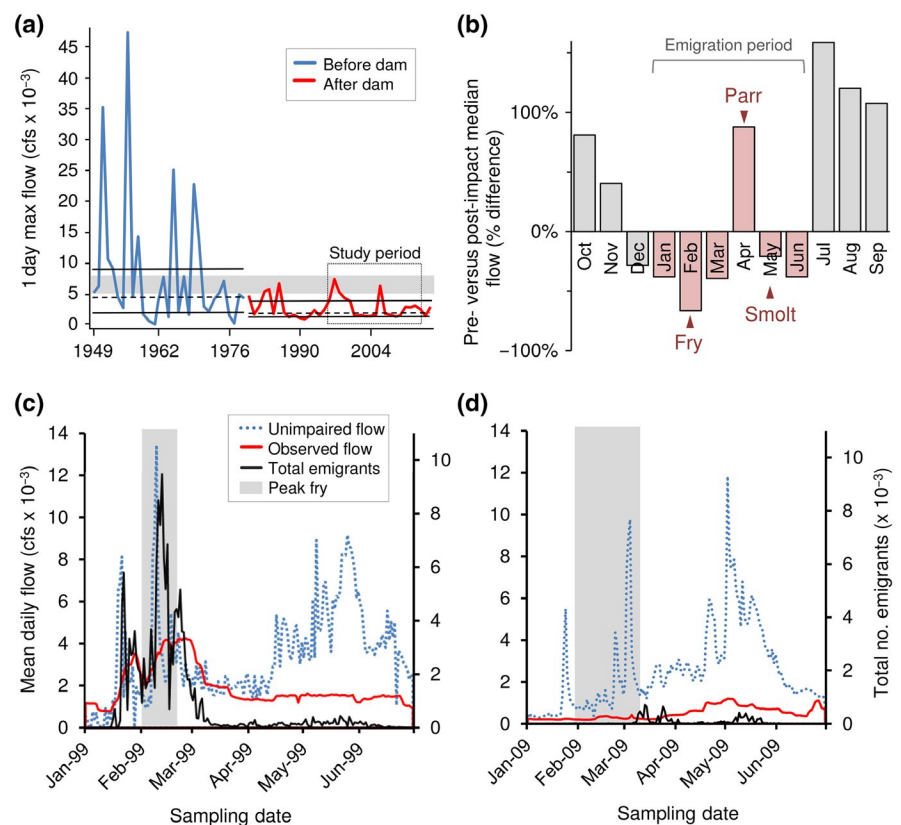 (a)
1 day max flow (cfs x 10⁻³)
45
40
35
30
25
20
15
10
5
0
1949
1962
1976
1990
2004
Before dam
After dam
Study period
(b)
Pre- versus post-impact median
flow (% difference)
100%
0%
−100%
Emigration period
Parr
Oct
Nov
Dec
Jan
Feb
Mar
Apr
May
Jun
Jul
Aug
Sep
Fry
Smolt
(c)
Mean daily flow (cfs x 10⁻³)
14
12
10
8
6
4
2
0
Unimpaired flow
Observed flow
Total emigrants
Peak fry
10
8
6
4
2
0
Jan-99
Feb-99
Mar-99
Apr-99
May-99
Jun-99
Sampling date
(d)
14
12
10
8
6
4
2
0
10
8
6
4
2
0
Total no. emigrants (x 10⁻³)
Jan-09
Feb-09
Mar-09
Apr-09
May-09
Jun-09
Sampling date